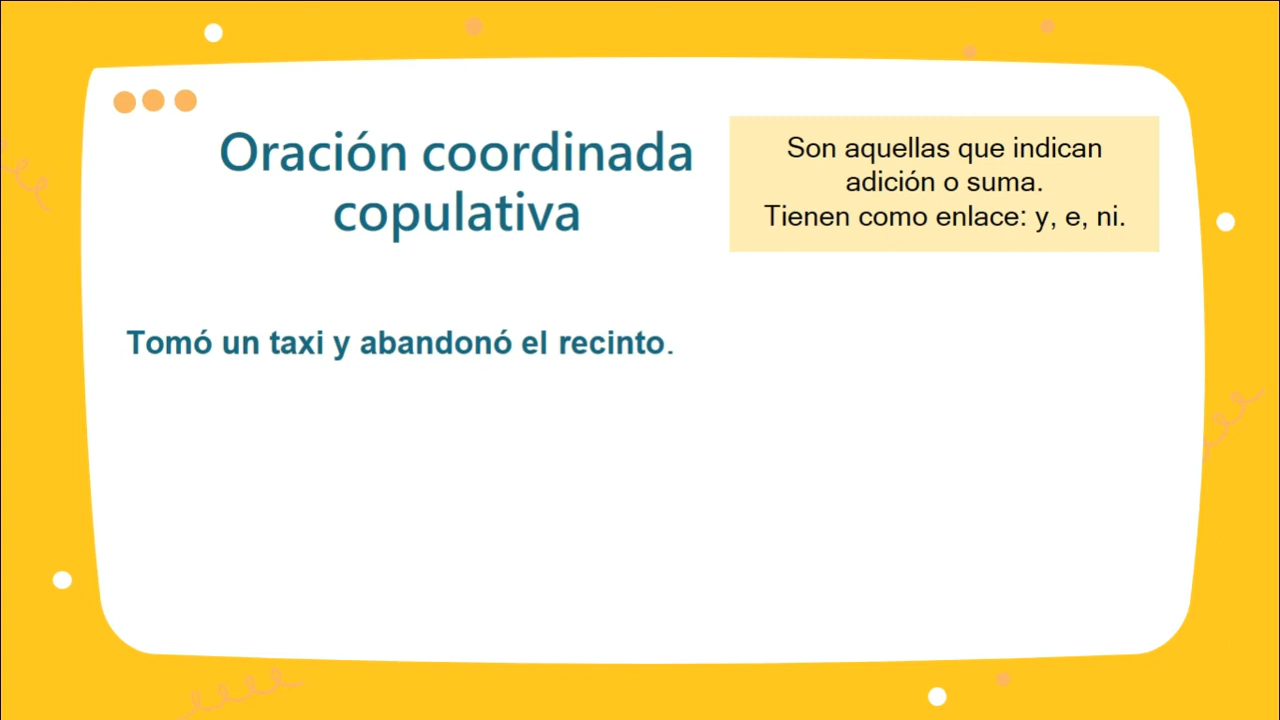 Oración coordinada
copulativa
Son aquellas que indican
adición o suma.
Tienen como enlace: y, e, ni.
Tomó un taxi y abandonó el recinto.